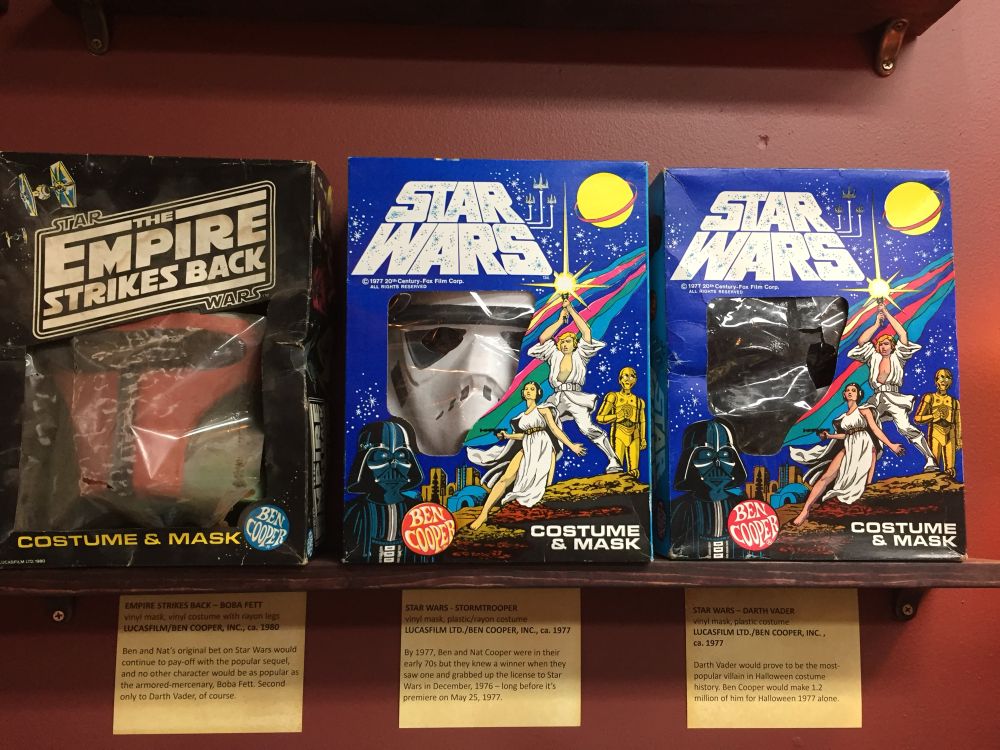 STAR
THE
EMPIRE
STRIKES BACK
WARS
COSTUME & MASK
BEN
COOPER
LUCASFILM LTD. 1980
STAR
WARS
TM
© 1977 20th Century-Fox Film Corp.
ALL RIGHTS RESERVED
BEN
COOPER
COSTUME
& MASK
STAR
WARS
TM
© 1977 20th Century-Fox Film Corp.
ALL RIGHTS RESERVED
BEN
COOPER
COSTUME
& MASK
EMPIRE STRIKES BACK – BOBA FETT
vinyl mask, vinyl costume with rayon legs
LUCASFILM/BEN COOPER, INC., ca. 1980
Ben and Nat's original bet on Star Wars would
continue to pay-off with the popular sequel,
and no other character would be as popular as
the armored-mercenary, Boba Fett. Second
only to Darth Vader, of course.
STAR WARS - STORMTROOPER
vinyl mask, plastic/rayon costume
LUCASFILM LTD./BEN COOPER, INC., ca. 1977
By 1977, Ben and Nat Cooper were in their
early 70s but they knew a winner when they
saw one and grabbed up the license to Star
Wars in December, 1976 – long before it's
premiere on May 25, 1977.
STAR WARS – DARTH VADER
vinyl mask, plastic costume
LUCASFILM LTD./BEN COOPER, INC. ,
ca. 1977
Darth Vader would prove to be the most-
popular villain in Halloween costume
history. Ben Cooper would make 1.2
million of him for Halloween 1977 alone.